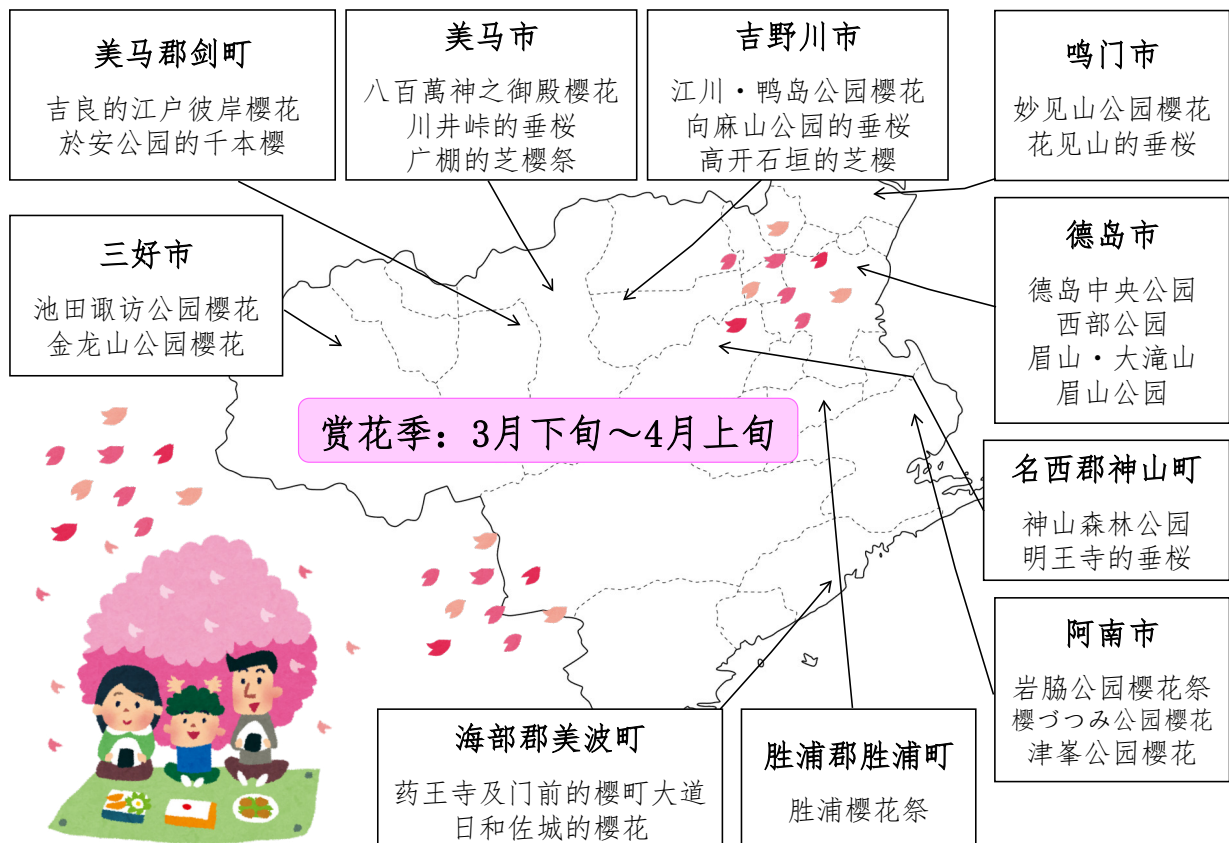 美马郡剑町
吉良的江户彼岸樱花
於安公园的千本樱
美马市
八百萬神之御殿樱花
川井峠的垂桜
广棚的芝樱祭
吉野川市
江川・鸭岛公园樱花
向麻山公园的垂桜
高开石垣的芝樱
鸣门市
妙见山公园樱花
花见山的垂桜
三好市
池田诹访公园樱花
金龙山公园樱花
德岛市
德岛中央公园
西部公园
眉山・大滝山
眉山公园
赏花季：3月下旬～4月上旬
名西郡神山町
神山森林公园
明王寺的垂桜
阿南市
岩脇公园樱花祭
樱づつみ公园樱花
津峯公园樱花
海部郡美波町
药王寺及门前的樱町大道
日和佐城的樱花
胜浦郡胜浦町
胜浦樱花祭